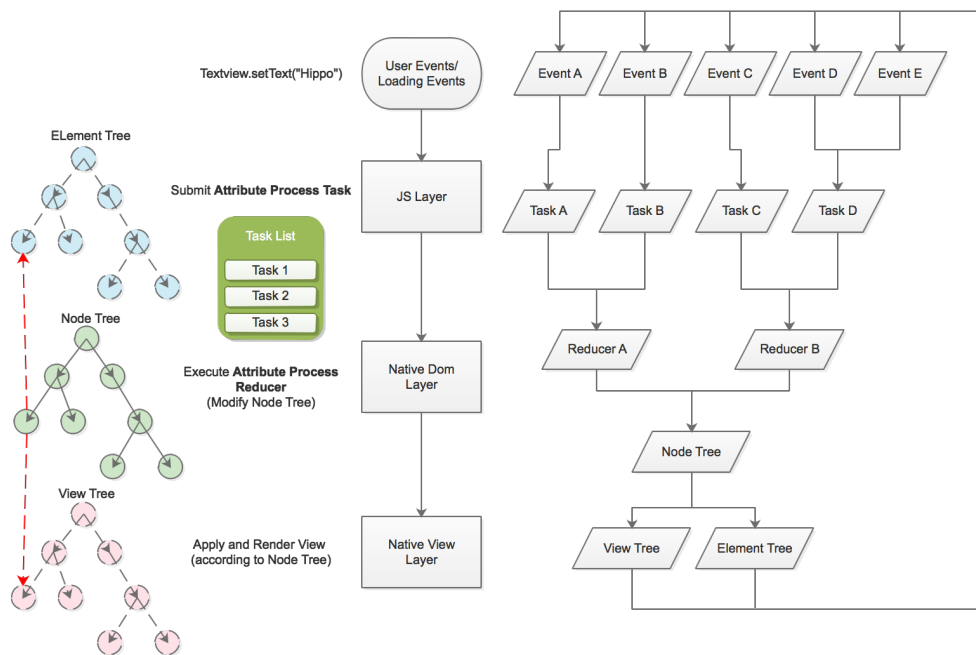 Textview.setText("Hippo")
User Events/
Loading Events
Event A
Event B
Event C
Event D
Event E
ELement Tree
Submit Attribute Process Task
JS Layer
Task A
Task B
Task C
Task D
Task List
Task 1
Task 2
Task 3
Node Tree
Reducer A
Reducer B
Execute Attribute Process
Reducer
(Modify Node Tree)
Native Dom
Layer
Node Tree
View Tree
Apply and Render View
(according to Node Tree)
Native View
Layer
View Tree
Element Tree